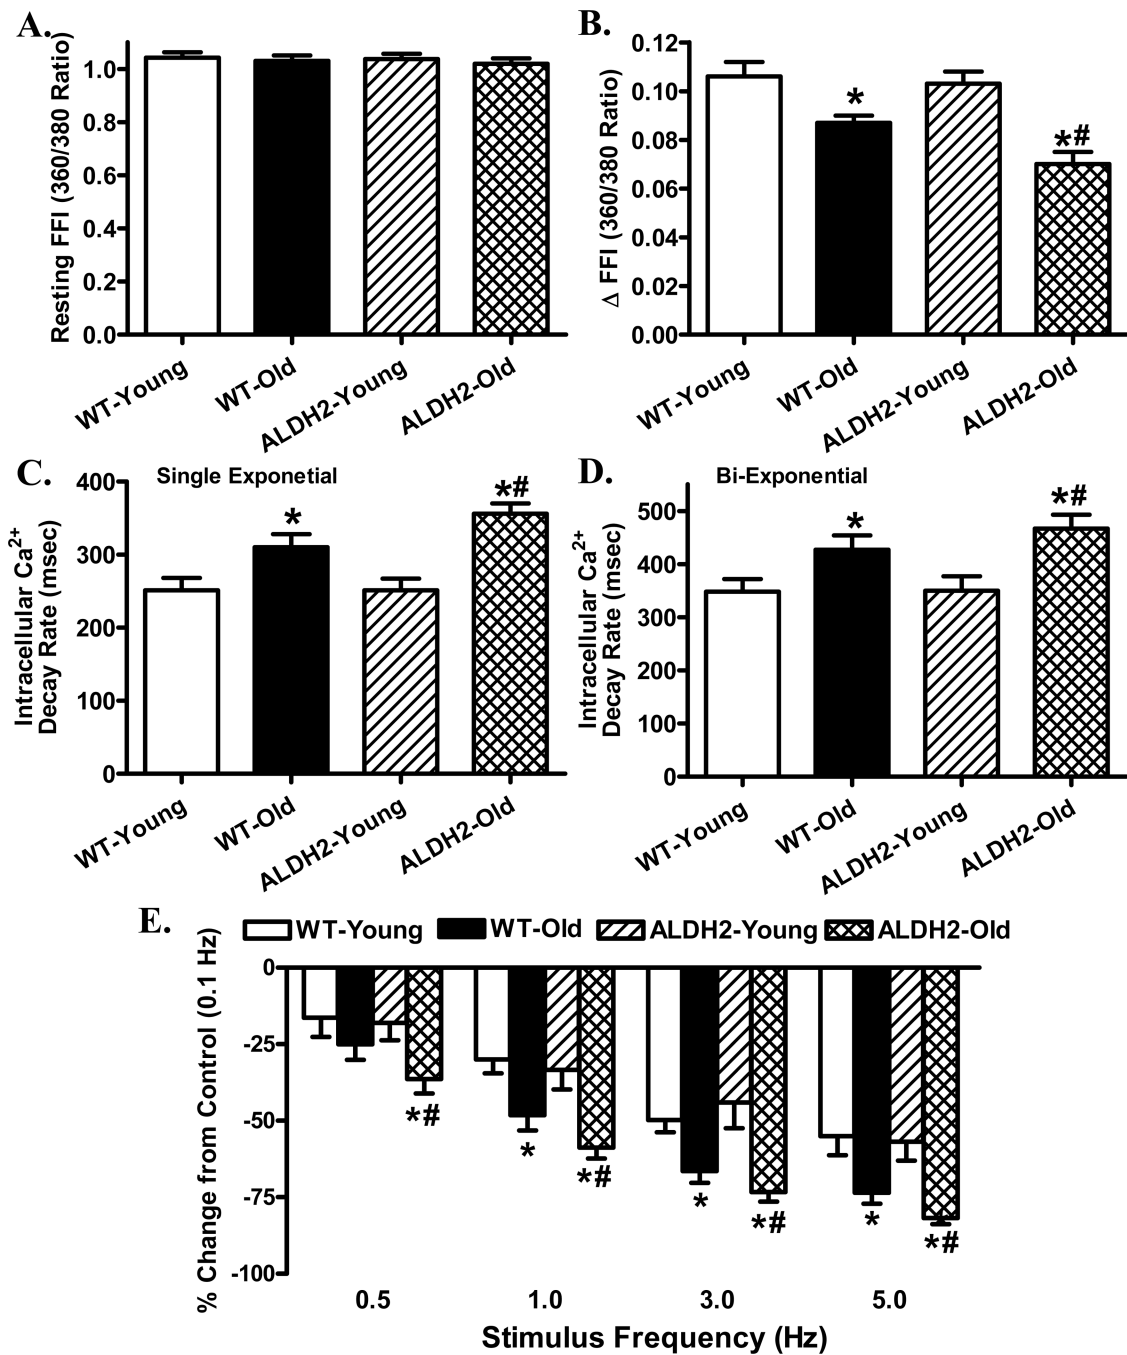 A.
Resting FFI (360/380 Ratio)
1.0
0.8
0.6
0.4
0.2
0.0
WT-Young
WT-Old
ALDH2-Young
ALDH2-Old
B.
Δ FFI (360/380 Ratio)
0.12
0.10
0.08
0.06
0.04
0.02
0.00
*
*#
WT-Young
WT-Old
ALDH2-Young
ALDH2-Old
C.
Single Exponetial
Intracellular Ca2+
Decay Rate (msec)
400
300
200
100
0
*
*#
WT-Young
WT-Old
ALDH2-Young
ALDH2-Old
D.
Bi-Exponential
Intracellular Ca2+
Decay Rate (msec)
500
400
300
200
100
0
*
*#
WT-Young
WT-Old
ALDH2-Young
ALDH2-Old
E.
WT-Young WT-Old ALDH2-Young ALDH2-Old
% Change from Control (0.1 Hz)
0
-25
-50
-75
-100
*#
*
*#
*
*#
*
*#
0.5 1.0 3.0 5.0
Stimulus Frequency (Hz)